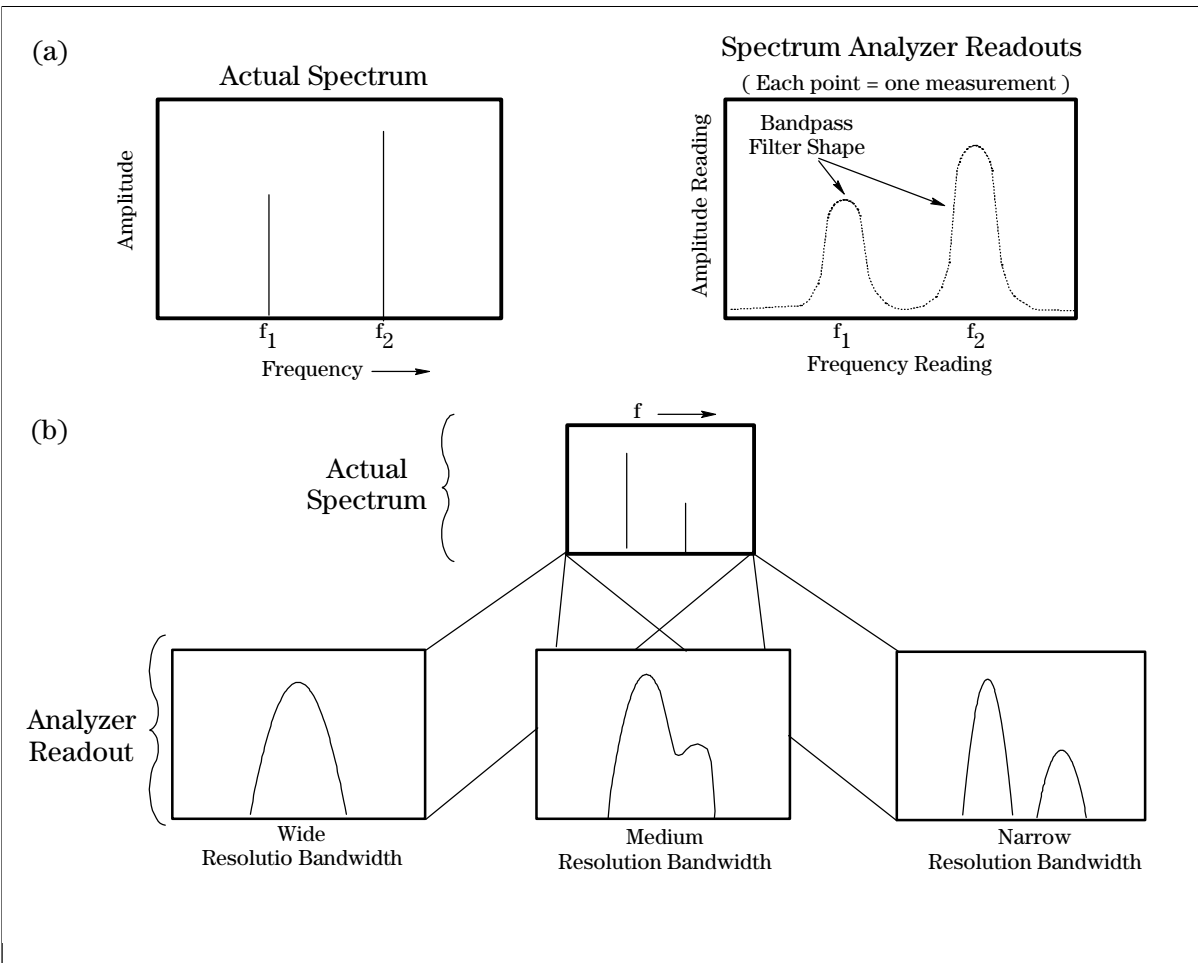 (a)
Actual Spectrum
Amplitude
f1
f2
Frequency
Spectrum Analyzer Readouts
( Each point = one measurement )
Bandpass
Filter Shape
Amplitude Reading
f1
f2
Frequency Reading
(b)
f
Actual
Spectrum
Analyzer
Readout
Wide
Resolutio Bandwidth
Medium
Resolution Bandwidth
Narrow
Resolution Bandwidth